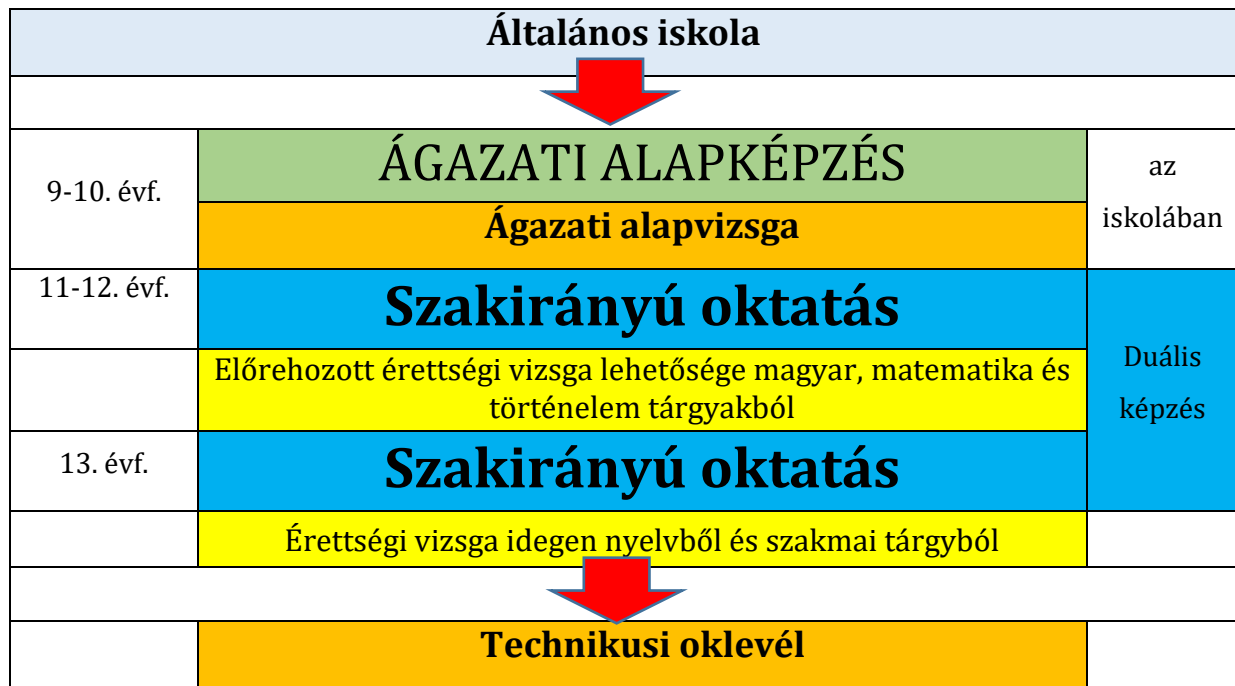 Általános iskola
9-10. évf.
ÁGAZATI ALAPKÉPZÉS
Ágazati alapvizsga
az
iskolában
11-12. évf.
Szakirányú oktatás
Előrehozott érettségi vizsga lehetősége magyar, matematika és
történelem tárgyakból
Duális
képzés
13. évf.
Szakirányú oktatás
Érettségi vizsga idegen nyelvből és szakmai tárgyból
Technikusi oklevél